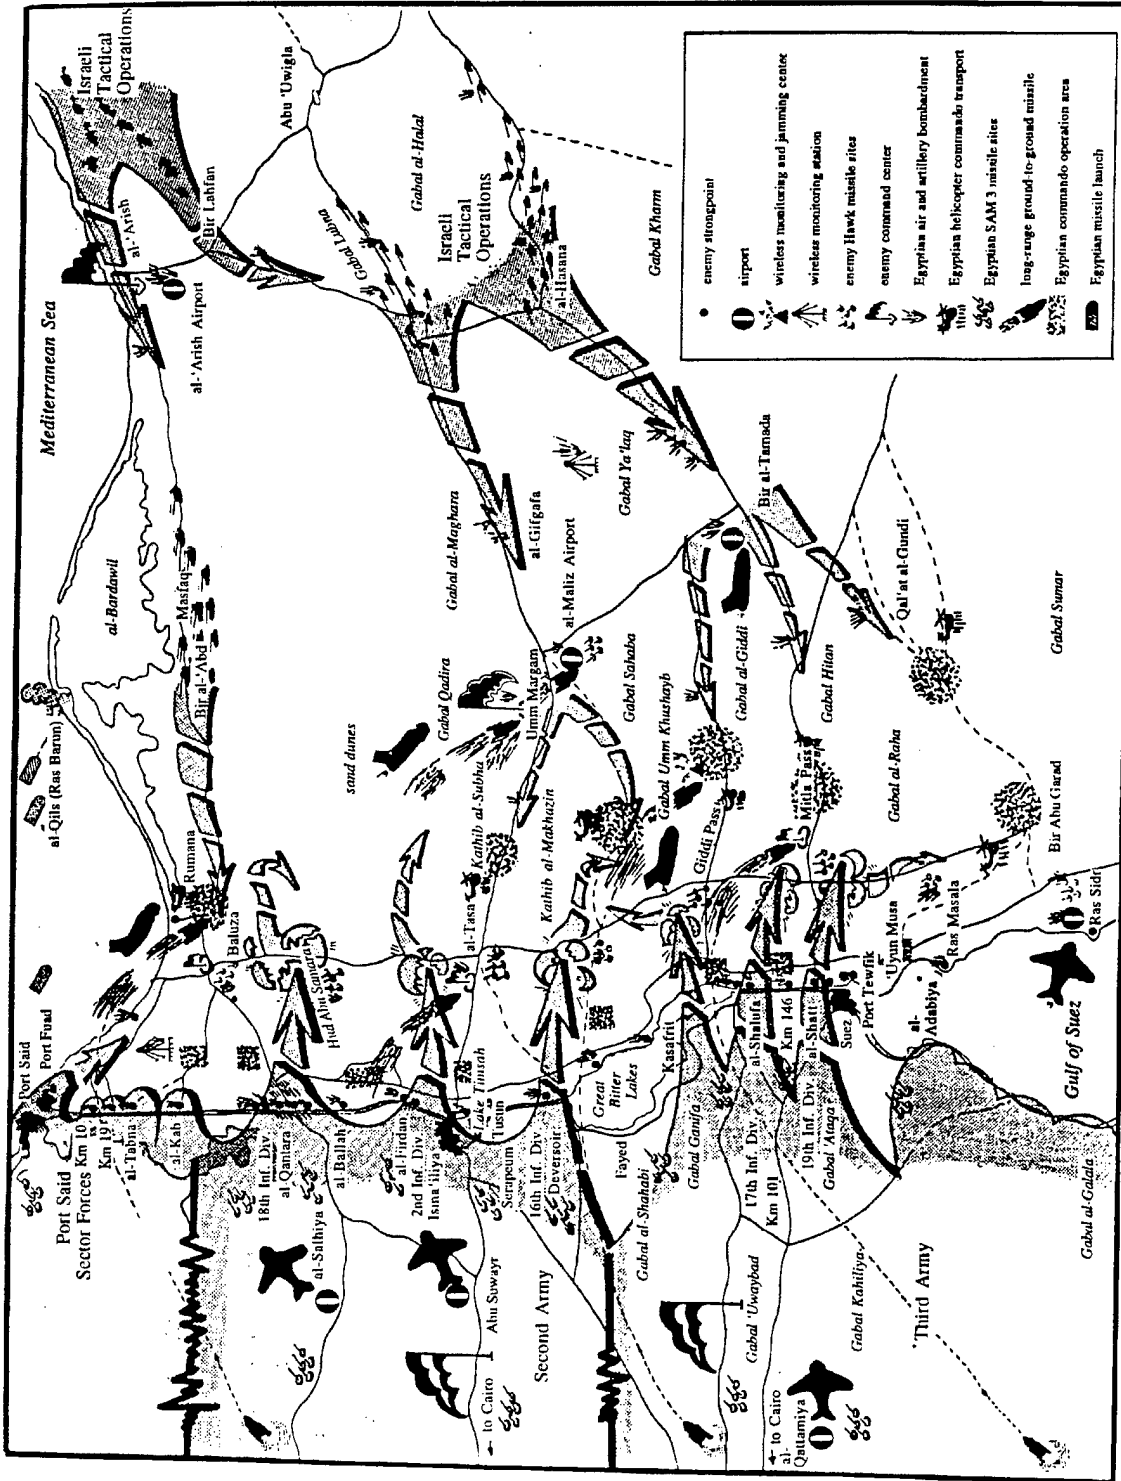 Mediterranean Sea
Israeli
Tactical
Operations
al-'Arish
Bir Lahfan
Abu 'Uwigla
al-'Arish Airport
Gabal Lubna
Gabal al-Halal
Israeli
Tactical
Operations
al-Hasana
Gabal Kharm
al-Bardawil
Masfaq
Bir al-'Abd
al-Qils (Ras Barun)
Rumana
Baluza
sand dunes
Gabal al-Maghara
al-Gifgafa
Gabal Ya'laq
Gabal Qadira
al-Maliz Airport
Umm Margam
Gabal Sahaba
Bir al-Tamada
Gabal al-Giddi
Gabal Umm Khushayb
Giddi Pass
Gabal Hitan
Qal'at al-Gundi
Gabal Sumar
Mitla Pass
Gabal al-Raha
Bir Abu Garad
Kathib al-Subha
Kathib al-Makhazin
al-Tasa
Hud Abu Samara
Port Said
Port Fuad
Port Said
Sector Forces
Km 10
Km 19
al-Tabna
al-Kab
18th Inf. Div.
al-Qantara
al-Ballah
al-Salhiya
al-Firdan
2nd Inf. Div.
Isma'iliya
Lake Timsah
Tusun
Serapeum
16th Inf. Div
Deversoir
Abu Suwayr
Second Army
to Cairo
Great
Bitter
Lakes
Fayed
Kasafrit
Gabal al-Shahabi
Gabal Ganifa
17th Inf. Div.
Km 101
al-Shalufa
Km 146
19th Inf. Div.
al-Shatt
Suez
Gabal 'Ataqa
Port Tewfik
al-
Adabiya
'Uyun Musa
Ras Masala
Ras Sidr
Gulf of Suez
Gabal al-Galala
Gabal 'Uwaybad
Gabal Kahiliya
Third Army
to Cairo
al-
Qattamiya
enemy strongpoint
airport
wireless monitoring and jamming center
wireless monitoring station
enemy Hawk missile sites
enemy command center
Egyptian air and artillery bombardment
Egyptian helicopter commando transport
Egyptian SAM 3 missile sites
long-range ground-to-ground missile
Egyptian commando operation area
Egyptian missile launch